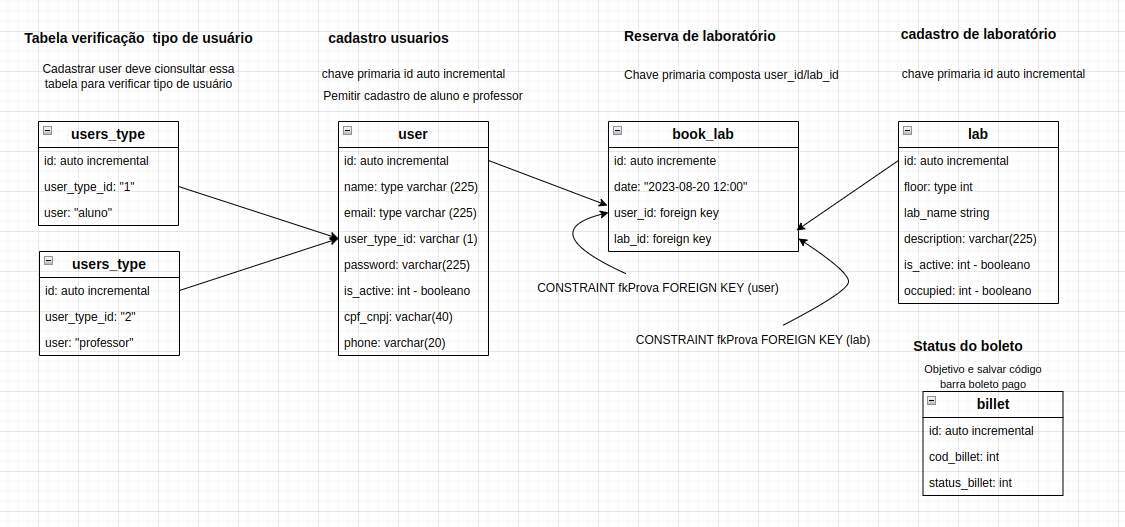 Tabela verificação  tipo de usuário
Cadastrar user deve cionsultar essa
tabela para verificar tipo de usuário
users_type
id: auto incremental
user_type_id: "1"
user: "aluno"
users_type
id: auto incremental
user_type_id: "2"
user: "professor"
cadastro usuarios
chave primaria id auto incremental
Pemitir cadastro de aluno e professor
user
id: auto incremental
name: type varchar (225)
email: type varchar (225)
user_type_id: varchar (1)
password: varchar(225)
is_active: int - booleano
cpf_cnpj: vachar(40)
phone: varchar(20)
Reserva de laboratório
Chave primaria composta user_id/lab_id
book_lab
id: auto incremente
date: "2023-08-20 12:00"
user_id: foreign key
lab_id: foreign key
CONSTRAINT fkProva FOREIGN KEY (user)
CONSTRAINT fkProva FOREIGN KEY (lab)
cadastro de laboratório
chave primaria id auto incremental
lab
id: auto incremental
floor: type int
lab_name string
description: varchar(225)
is_active: int - booleano
occupied: int - booleano
Status do boleto
Objetivo e salvar código
barra boleto pago
billet
id: auto incremental
cod_billet: int
status_billet: int